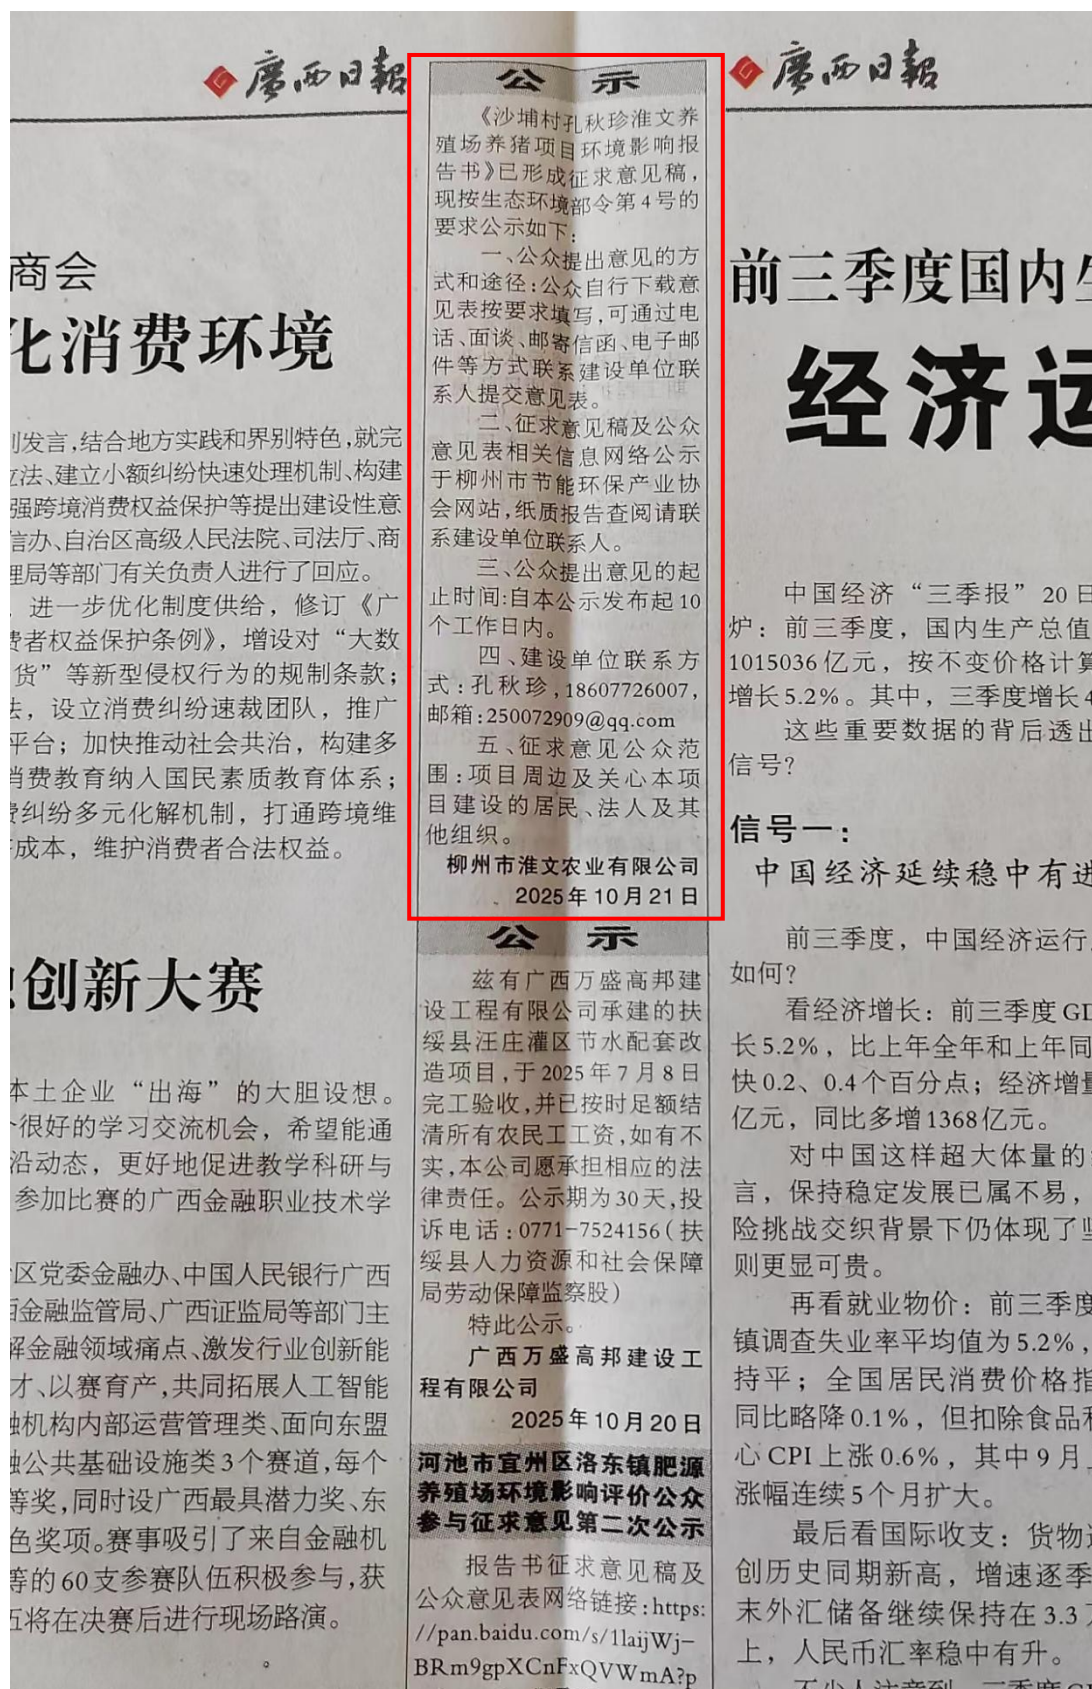 廣西日報
商会
化消费环境
发言,结合地方实践和界别特色,就完
立法、建立小额纠纷快速处理机制、构建
强跨境消费权益保护等提出建设性意
信办、自治区高级人民法院、司法厅、商
理局等部门有关负责人进行了回应。
进一步优化制度供给，修订《广
费者权益保护条例》，增设对“大数
货”等新型侵权行为的规制条款；
法，设立消费纠纷速裁团队，推广
平台；加快推动社会共治，构建多
消费教育纳入国民素质教育体系；
费纠纷多元化解机制，打通跨境维
成本，维护消费者合法权益。
创新大赛
本土企业“出海”的大胆设想。
个很好的学习交流机会，希望能通
沿动态，更好地促进教学科研与
参加比赛的广西金融职业技术学
区党委金融办、中国人民银行广西
西金融监管局、广西证监局等部门主
解金融领域痛点、激发行业创新能
才、以赛育产,共同拓展人工智能
融机构内部运营管理类、面向东盟
融公共基础设施类3个赛道,每个
等奖,同时设广西最具潜力奖、东
色奖项。赛事吸引了来自金融机
等的60支参赛队伍积极参与,获
伍将在决赛后进行现场路演。
公 示
《沙埔村孔秋珍淮文养
殖场养猪项目环境影响报
告书》已形成征求意见稿,
现按生态环境部令第4号的
要求公示如下:
一、公众提出意见的方
式和途径:公众自行下载意
见表按要求填写,可通过电
话、面谈、邮寄信函、电子邮
件等方式联系建设单位联
系人提交意见表。
二、征求意见稿及公众
意见表相关信息网络公示
于柳州市节能环保产业协
会网站,纸质报告查阅请联
系建设单位联系人。
三、公众提出意见的起
止时间:自本公示发布起10
个工作日内。
四、建设单位联系方
式:孔秋珍,18607726007,
邮箱:250072909@qq.com
五、征求意见公众范
围:项目周边及关心本项
目建设的居民、法人及其
他组织。
柳州市淮文农业有限公司
2025年10月21日
公 示
兹有广西万盛高邦建
设工程有限公司承建的扶
绥县汪庄灌区节水配套改
造项目,于2025年7月8日
完工验收,并已按时足额结
清所有农民工工资,如有不
实,本公司愿承担相应的法
律责任。公示期为30天,投
诉电话:0771-7524156(扶
绥县人力资源和社会保障
局劳动保障监察股)
特此公示。
广西万盛高邦建设工
程有限公司
2025年10月20日
河池市宜州区洛东镇肥源
养殖场环境影响评价公众
参与征求意见第二次公示
报告书征求意见稿及
公众意见表网络链接:https:
//pan.baidu.com/s/1laijWj-
BRm9gpXCnFxQVWmA?p
廣西日報
前三季度国内生
经济运
中国经济“三季报”20日
炉：前三季度，国内生产总值
1015036亿元，按不变价格计算
增长5.2%。其中，三季度增长4
这些重要数据的背后透出
信号？
信号一：
中国经济延续稳中有进
前三季度，中国经济运行
如何？
看经济增长：前三季度GD
长5.2%，比上年全年和上年同
快0.2、0.4个百分点；经济增量
亿元，同比多增1368亿元。
对中国这样超大体量的
言，保持稳定发展已属不易，
险挑战交织背景下仍体现了坚
则更显可贵。
再看就业物价：前三季度
镇调查失业率平均值为5.2%，
持平；全国居民消费价格指
同比略降0.1%，但扣除食品和
心CPI上涨0.6%，其中9月
涨幅连续5个月扩大。
最后看国际收支：货物
创历史同期新高，增速逐季
末外汇储备继续保持在3.3万
上，人民币汇率稳中有升。